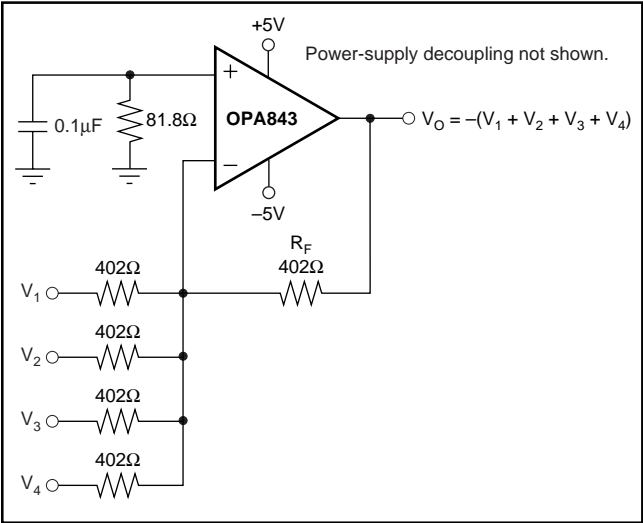 +5V
Power-supply decoupling not shown.
+
0.1µF
81.8Ω
OPA843
V_O = –(V_1 + V_2 + V_3 + V_4)
–
–5V
R_F
402Ω
402Ω
V_1
402Ω
V_2
402Ω
V_3
402Ω
V_4